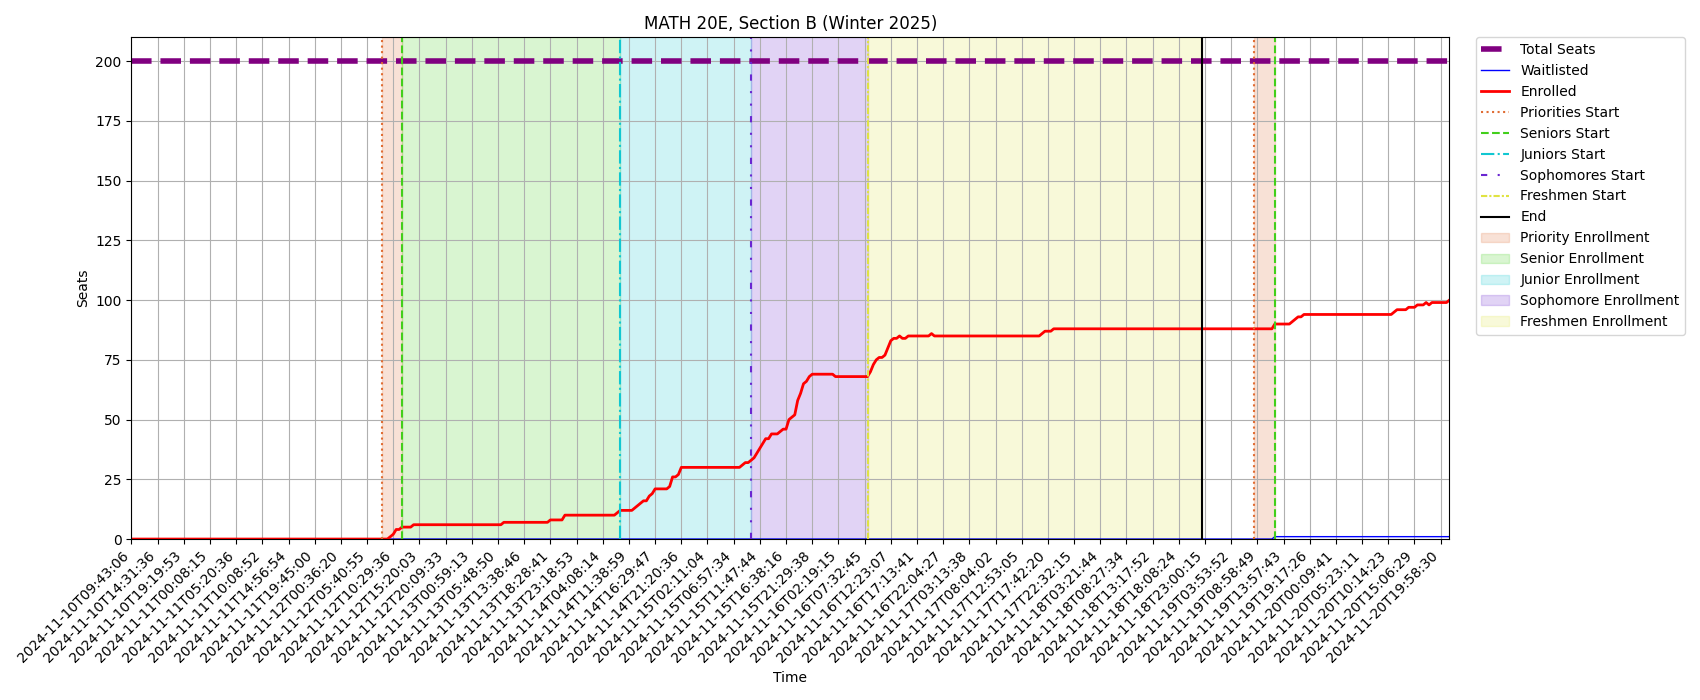 MATH 20E, Section B (Winter 2025)
200
175
150
125
100
75
50
25
0
Seats
2024-11-10T09:43:06
2024-11-10T14:31:36
2024-11-10T19:19:53
2024-11-11T00:08:15
2024-11-11T05:20:36
2024-11-11T10:08:52
2024-11-11T14:56:54
2024-11-11T19:45:00
2024-11-12T00:36:20
2024-11-12T05:40:55
2024-11-12T10:29:36
2024-11-12T15:20:03
2024-11-12T20:09:33
2024-11-13T00:59:13
2024-11-13T05:48:50
2024-11-13T13:38:46
2024-11-13T18:28:41
2024-11-13T23:18:53
2024-11-14T04:08:14
2024-11-14T11:38:59
2024-11-14T16:29:47
2024-11-14T21:20:36
2024-11-15T02:11:04
2024-11-15T06:57:34
2024-11-15T11:47:44
2024-11-15T16:38:16
2024-11-15T21:29:38
2024-11-16T02:19:15
2024-11-16T07:32:45
2024-11-16T12:23:07
2024-11-16T17:13:41
2024-11-16T22:04:27
2024-11-17T03:13:38
2024-11-17T08:04:02
2024-11-17T12:53:05
2024-11-17T17:42:20
2024-11-17T22:32:15
2024-11-18T03:21:44
2024-11-18T08:27:34
2024-11-18T13:17:52
2024-11-18T18:08:24
2024-11-18T23:00:15
2024-11-19T03:53:52
2024-11-19T08:58:49
2024-11-19T13:57:43
2024-11-19T19:17:26
2024-11-20T00:09:41
2024-11-20T05:23:11
2024-11-20T10:14:23
2024-11-20T15:06:29
2024-11-20T19:58:30
Time
Total Seats
Waitlisted
Enrolled
Priorities Start
Seniors Start
Juniors Start
Sophomores Start
Freshmen Start
End
Priority Enrollment
Senior Enrollment
Junior Enrollment
Sophomore Enrollment
Freshmen Enrollment